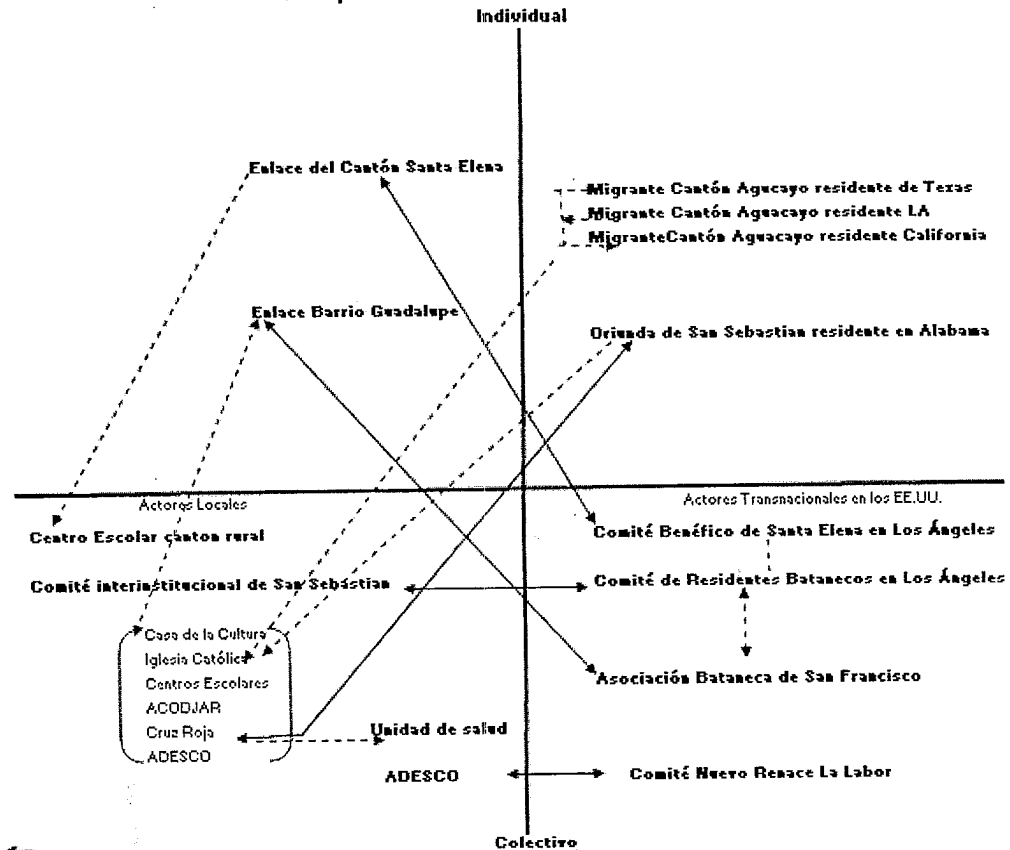 Individual
Enlace del Cantón Santa Elena
Migrante Cantón Aguacayo residente de Texas
Migrante Cantón Aguacayo residente LA
MigranteCantón Aguacayo residente California
Enlace Barrio Guadalupe
Oriunda de San Sebastian residente en Alabama
Actores Locales
Actores Transnacionales en los EE.UU.
Centro Escolar canton rural
Comité Benéfico de Santa Elena en Los Ángeles
Comité interinstitucional de San Sebástian
Comité de Residentes Batanecos en Los Ángeles
Casa de la Cultura
Iglesia Católica
Centros Escolares
ACODJAR
Cruz Roja
ADESCO
Asociación Bataneca de San Francisco
Unidad de salud
ADESCO
Comité Nuevo Renace La Labor
Colectivo